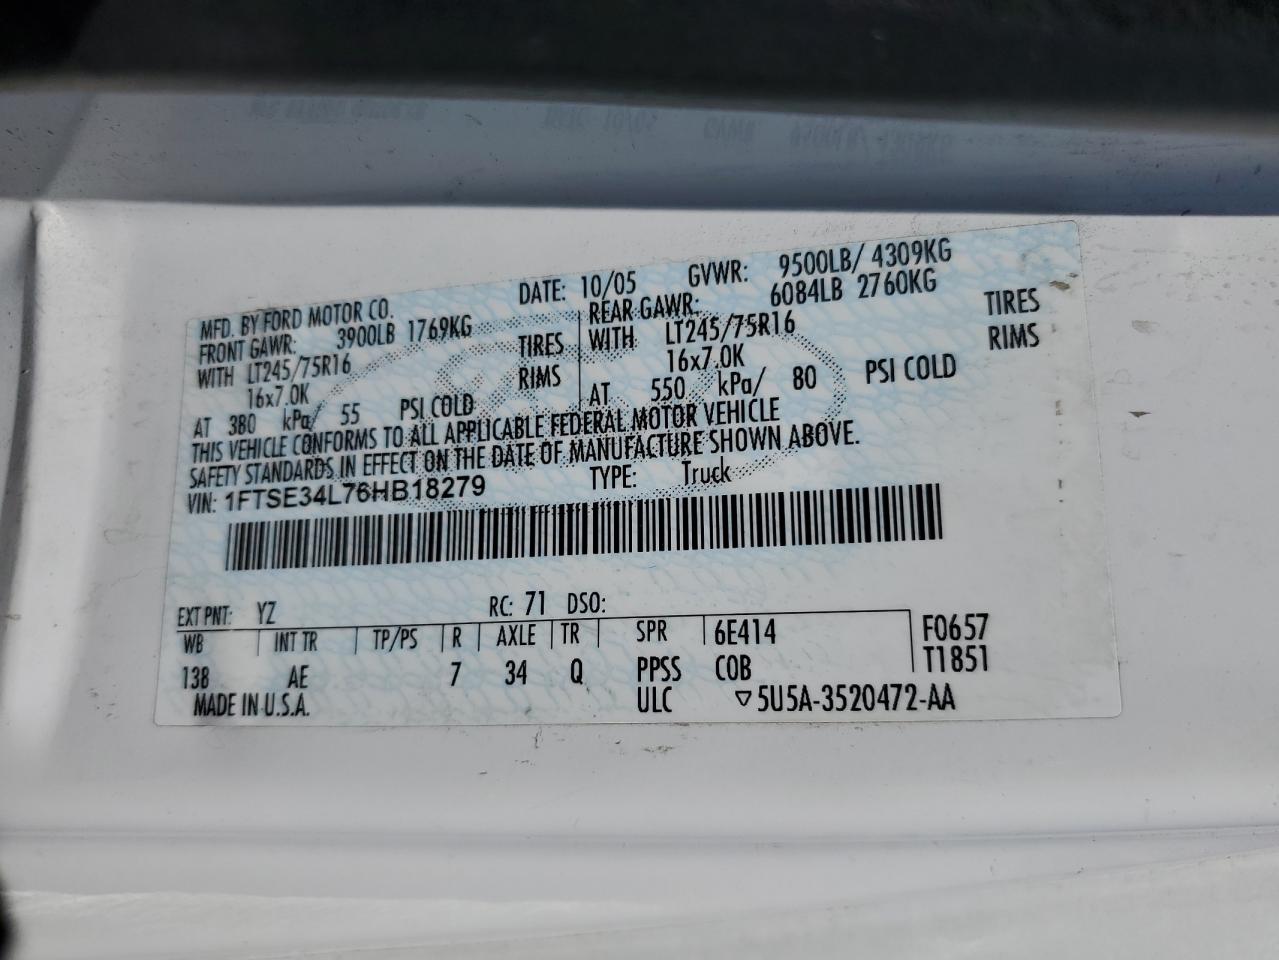 MFD. BY FORD MOTOR CO.
DATE: 10/05 GVWR: 9500LB/ 4309KG
FRONT GAWR: 3900LB 1769KG
REAR GAWR: 6084LB 2760KG
WITH LT245/75R16 TIRES
WITH LT245/75R16 TIRES
16x7.0K RIMS
16x7.0K RIMS
AT 380 kPa/ 55 PSI COLD
AT 550 kPa/ 80 PSI COLD
THIS VEHICLE CONFORMS TO ALL APPLICABLE FEDERAL MOTOR VEHICLE
SAFETY STANDARDS IN EFFECT ON THE DATE OF MANUFACTURE SHOWN ABOVE.
VIN: 1FTSE34L76HB18279 TYPE: Truck
EXT PNT: YZ RC: 71 DSO:
WB INT TR TP/PS R AXLE TR SPR 6E414 F0657
138 AE 7 34 Q PPSS COB T1851
MADE IN U.S.A. ULC ▽5U5A-3520472-AA